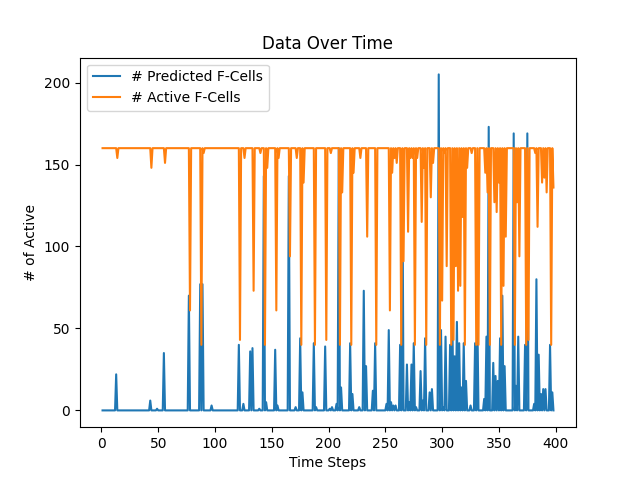 Data Over Time
# Predicted F-Cells
# Active F-Cells
# of Active
200
150
100
50
0
0 50 100 150 200 250 300 350 400
Time Steps